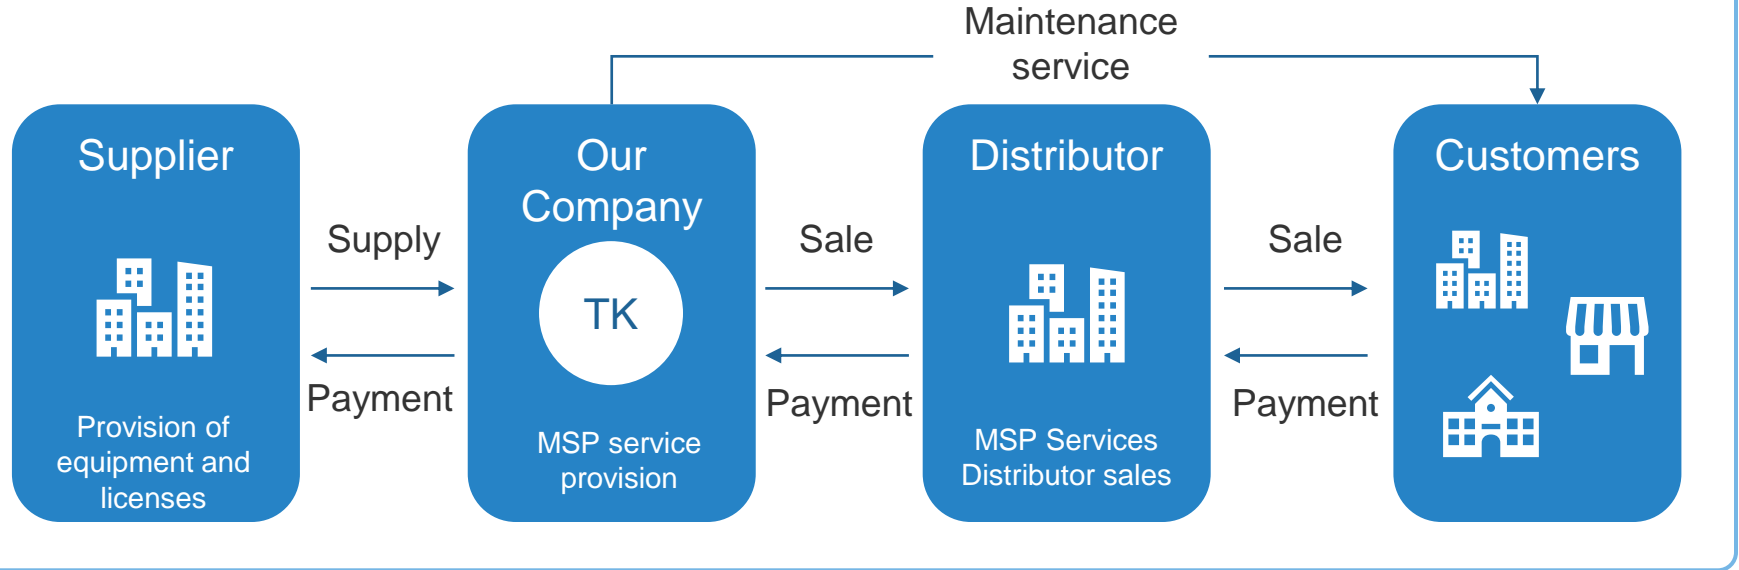 Maintenance
service
Supplier
Our
Company
Distributor
Customers
Supply
Sale
Sale
TK
Payment
Payment
Payment
Provision of
equipment and
licenses
MSP service
provision
MSP Services
Distributor sales